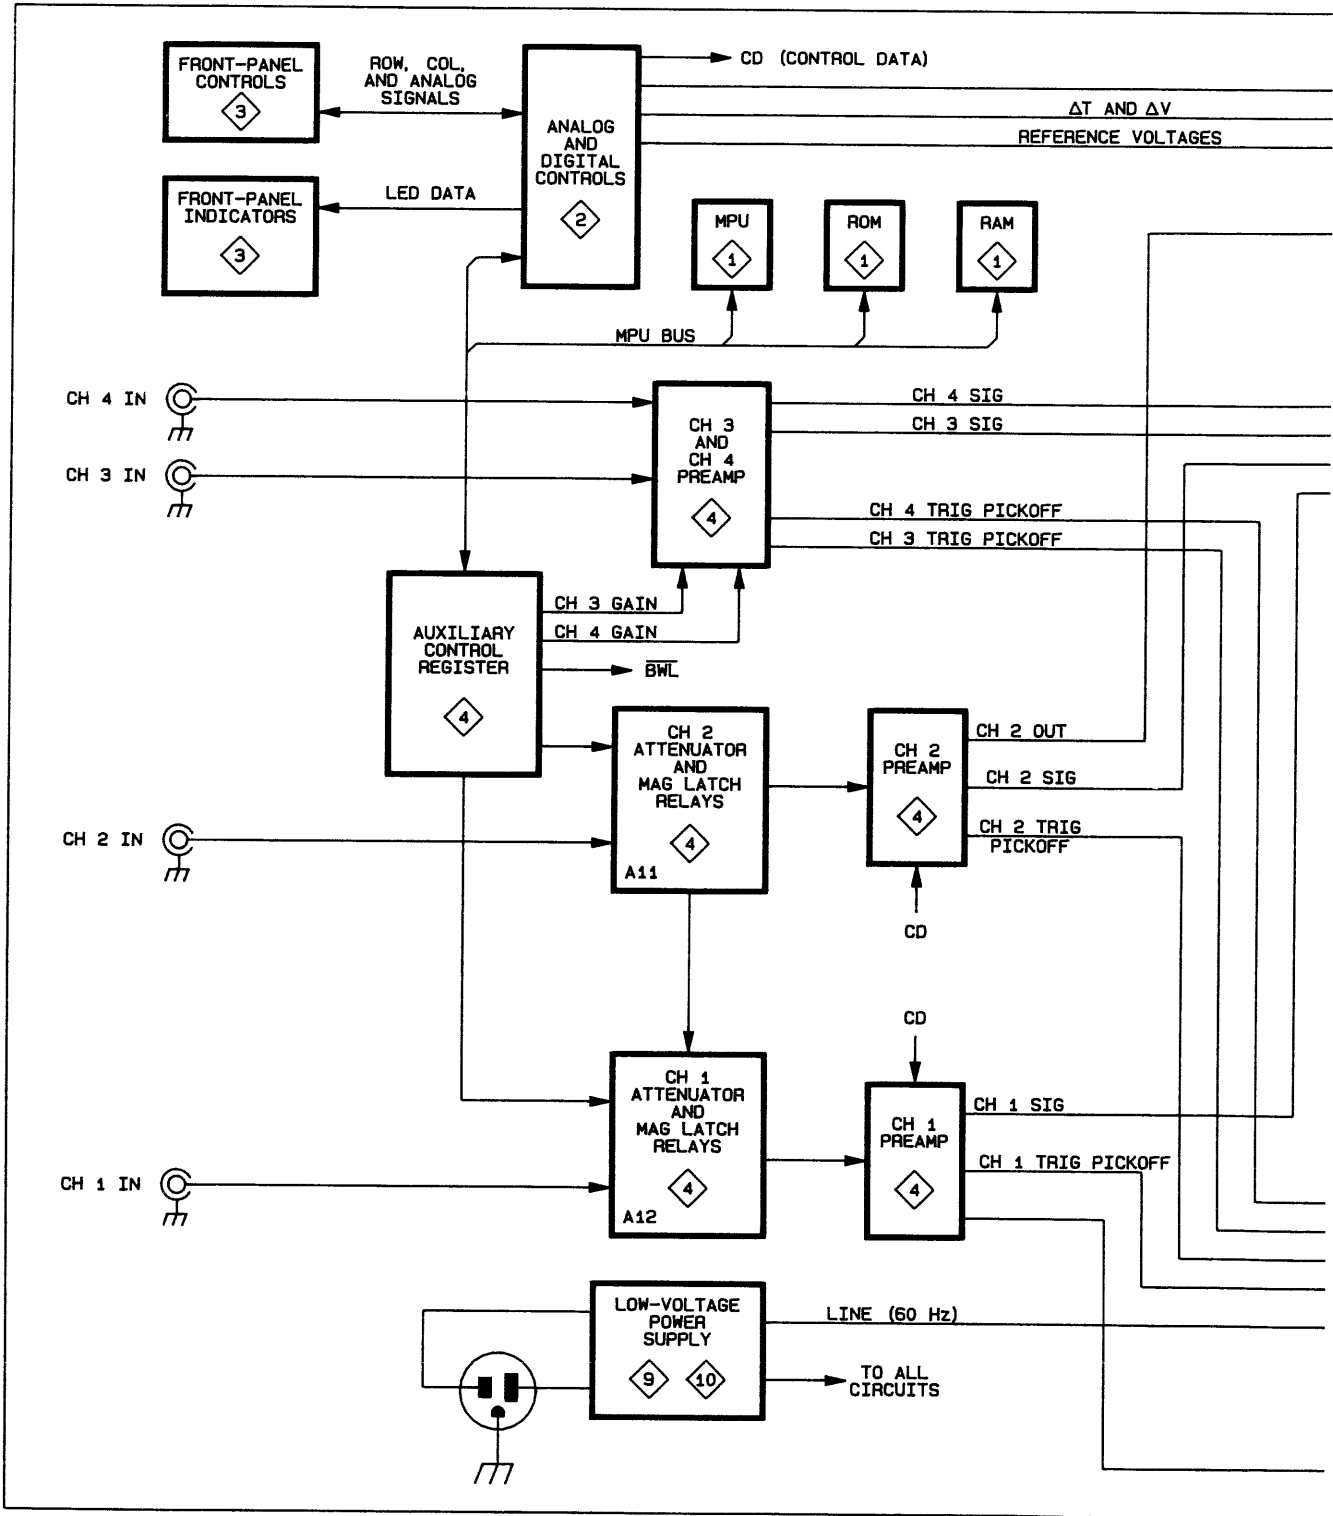 FRONT-PANEL
CONTROLS
3
ROW, COL,
AND ANALOG
SIGNALS
ANALOG
AND
DIGITAL
CONTROLS
2
CD (CONTROL DATA)
ΔT AND ΔV
REFERENCE VOLTAGES
FRONT-PANEL
INDICATORS
3
LED DATA
MPU
1
ROM
1
RAM
1
MPU BUS
CH 4 IN
CH 3 IN
CH 3
AND
CH 4
PREAMP
4
CH 4 SIG
CH 3 SIG
CH 4 TRIG PICKOFF
CH 3 TRIG PICKOFF
AUXILIARY
CONTROL
REGISTER
4
CH 3 GAIN
CH 4 GAIN
B̅W̅L̅
CH 2
ATTENUATOR
AND
MAG LATCH
RELAYS
4
A11
CH 2 IN
CH 2
PREAMP
4
CH 2 OUT
CH 2 SIG
CH 2 TRIG
PICKOFF
CD
CD
CH 1
ATTENUATOR
AND
MAG LATCH
RELAYS
4
A12
CH 1 IN
CH 1
PREAMP
4
CH 1 SIG
CH 1 TRIG PICKOFF
LOW-VOLTAGE
POWER
SUPPLY
9 10
LINE (60 Hz)
TO ALL
CIRCUITS